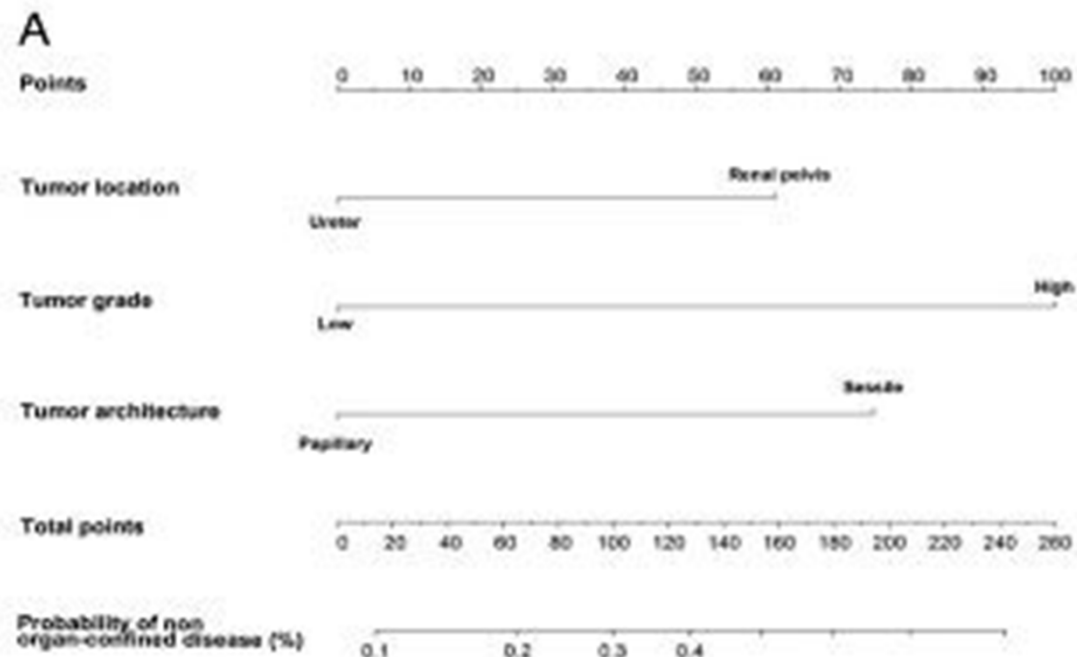 A
Points 0 10 20 30 40 50 60 70 80 90 100
Tumor location
Renal pelvis
Ureter
Tumor grade
High
Low
Tumor architecture
Sessile
Papillary
Total points
0 20 40 60 80 100 120 140 160 180 200 220 240 260
Probability of non
organ-confined disease (%)
0.1 0.2 0.3 0.4